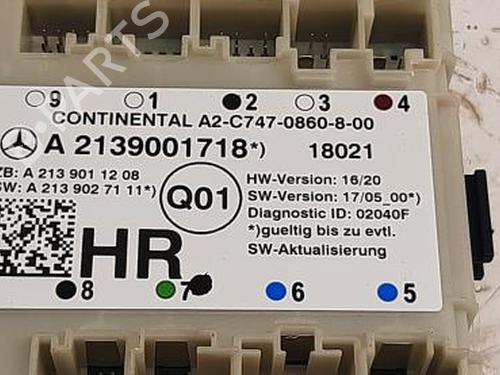 9 1 2 3 4
CONTINENTAL A2-C747-0860-8-00
A 2139001718*) 18021
ZB: A 213 901 12 08
SW: A 213 902 71 11*)
Q01
HW-Version: 16/20
SW-Version: 17/05_00*)
Diagnostic ID: 02040F
*)gueltig bis zu evtl.
SW-Aktualisierung
HR
8 7 6 5